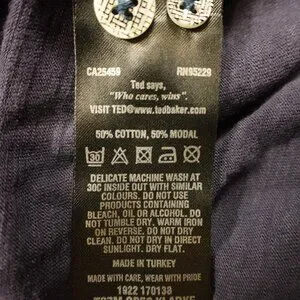 CA25459 RN95229
Ted says,
"Who cares, wins".
VISIT TED@www.tedbaker.com
50% COTTON, 50% MODAL
30
DELICATE MACHINE WASH AT
30C INSIDE OUT WITH SIMILAR
COLOURS. DO NOT USE
PRODUCTS CONTAINING
BLEACH, OIL OR ALCOHOL. DO
NOT TUMBLE DRY. WARM IRON
ON REVERSE. DO NOT DRY
CLEAN. DO NOT DRY IN DIRECT
SUNLIGHT. DRY FLAT.
MADE IN TURKEY
MADE WITH CARE, WEAR WITH PRIDE
1922 170138